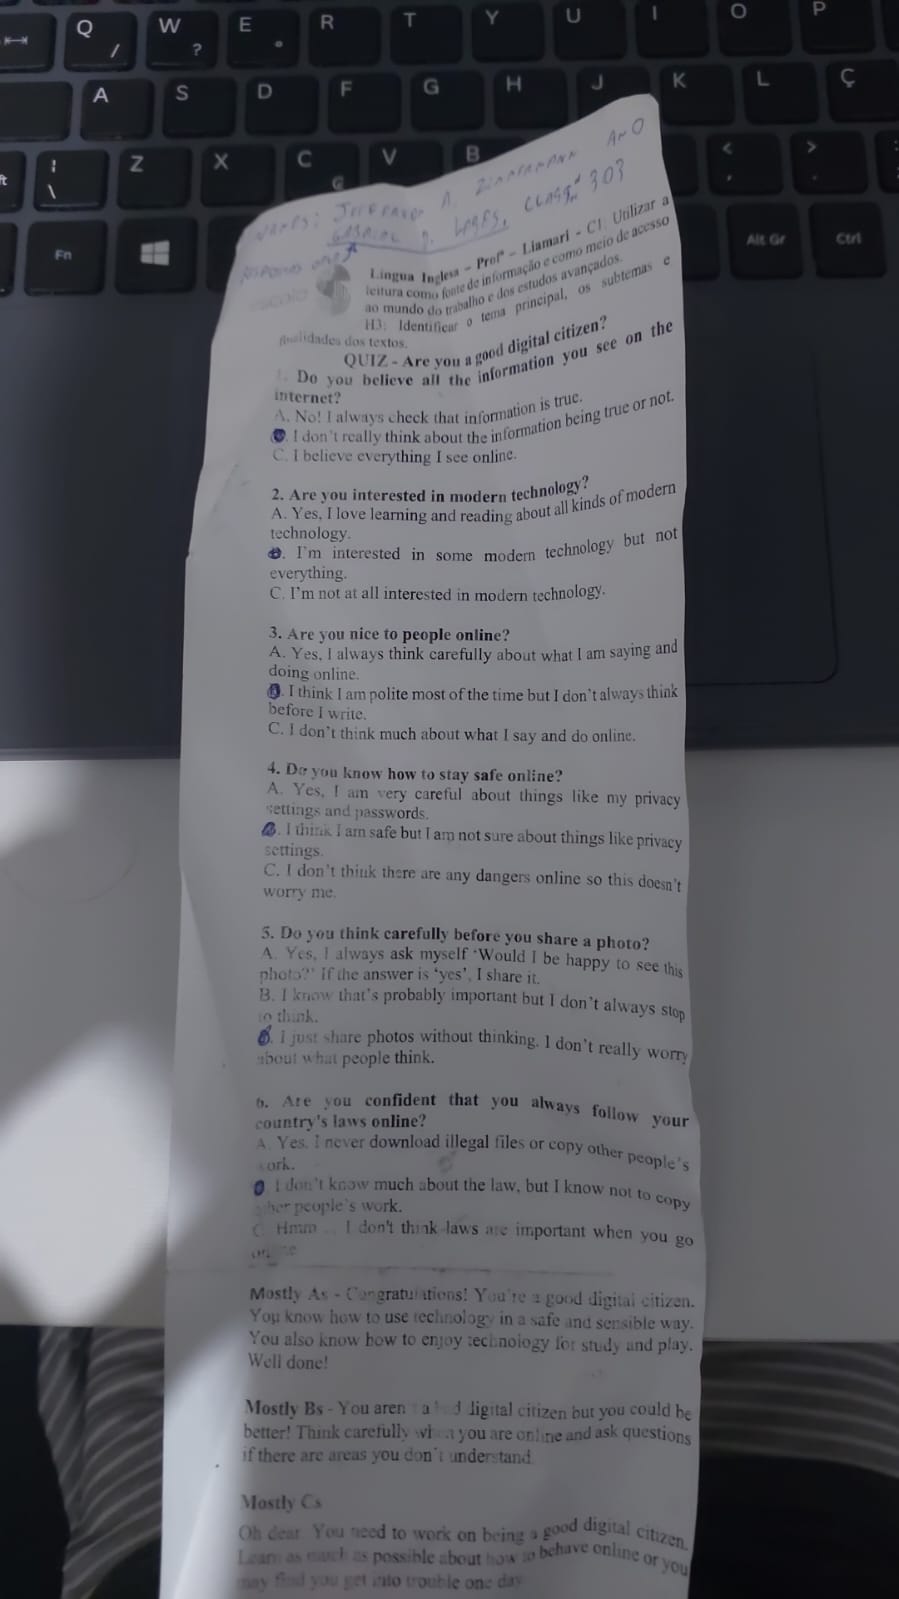 Q W E R T Y U I O P
/ ? °
A S D F G H J K L Ç
Z X C V B
Fn Alt Gr Ctrl
NAMES: A. ZIMMERMANN AND
GABRIEL D. LOPES, CLASS: 303
escola
Língua Inglesa – Profª – Liamari - C1: Utilizar a
leitura como fonte de informação e como meio de acesso
ao mundo do trabalho e dos estudos avançados.
H3: Identificar o tema principal, os subtemas e
finalidades dos textos.
QUIZ - Are you a good digital citizen?
1. Do you believe all the information you see on the
internet?
A. No! I always check that information is true.
. I don't really think about the information being true or not.
C. I believe everything I see online.
2. Are you interested in modern technology?
A. Yes, I love learning and reading about all kinds of modern
technology.
. I'm interested in some modern technology but not
everything.
C. I'm not at all interested in modern technology.
3. Are you nice to people online?
A. Yes, I always think carefully about what I am saying and
doing online.
. I think I am polite most of the time but I don't always think
before I write.
C. I don't think much about what I say and do online.
4. Do you know how to stay safe online?
A. Yes, I am very careful about things like my privacy
settings and passwords.
. I think I am safe but I am not sure about things like privacy
settings.
C. I don't think there are any dangers online so this doesn't
worry me.
5. Do you think carefully before you share a photo?
A. Yes, I always ask myself 'Would I be happy to see this
photo?' If the answer is 'yes', I share it.
B. I know that's probably important but I don't always stop
to think.
. I just share photos without thinking. I don't really worry
about what people think.
6. Are you confident that you always follow your
country's laws online?
A. Yes. I never download illegal files or copy other people's
work.
. I don't know much about the law, but I know not to copy
other people's work.
C. Hmm ... I don't think laws are important when you go
online
Mostly As - Congratulations! You're a good digital citizen.
You know how to use technology in a safe and sensible way.
You also know how to enjoy technology for study and play.
Well done!
Mostly Bs - You aren't a bad digital citizen but you could be
better! Think carefully when you are online and ask questions
if there are areas you don't understand.
Mostly Cs
Oh dear. You need to work on being a good digital citizen.
Learn as much as possible about how to behave online or you
may find you get into trouble one day